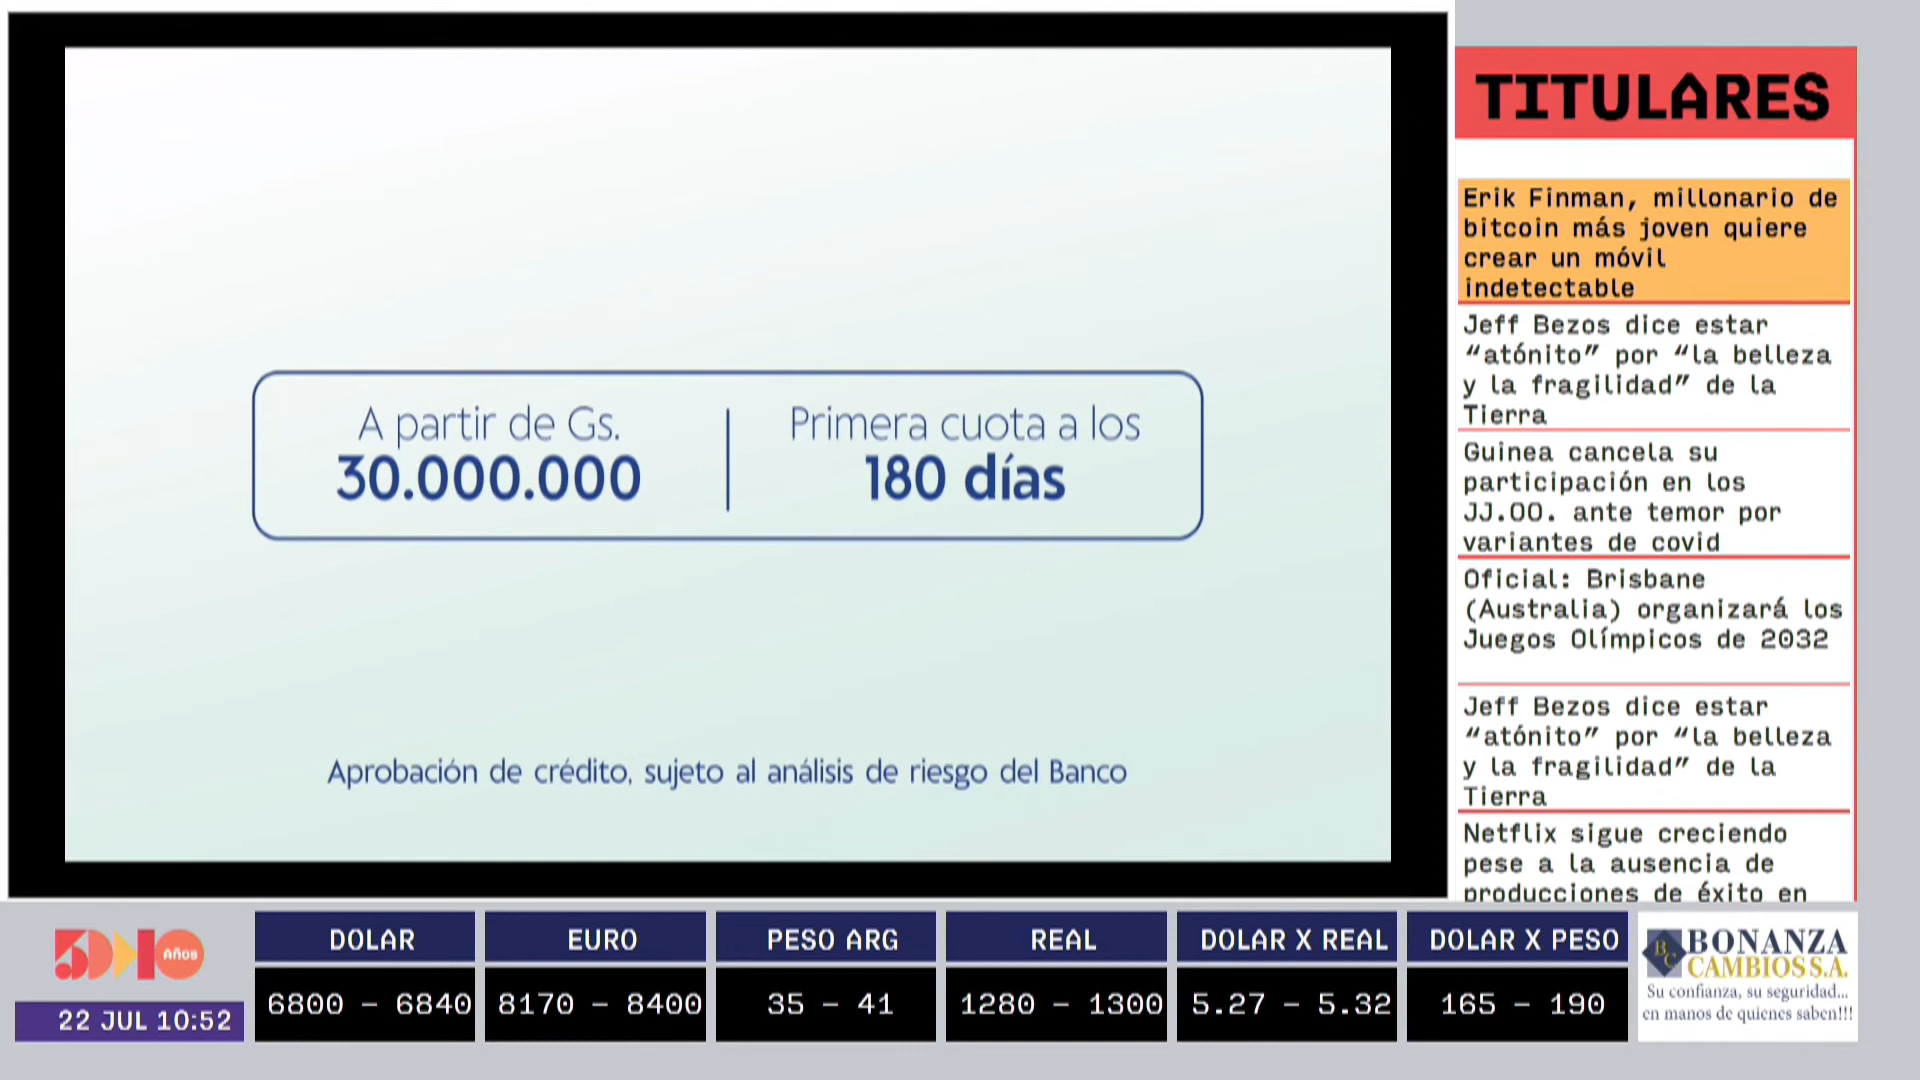 A partir de Gs.
30.000.000
Primera cuota a los
180 días
Aprobación de crédito, sujeto al análisis de riesgo del Banco
TITULARES
Erik Finman, millonario de
bitcoin más joven quiere
crear un móvil
indetectable
Jeff Bezos dice estar
“atónito” por “la belleza
y la fragilidad” de la
Tierra
Guinea cancela su
participación en los
JJ.OO. ante temor por
variantes de covid
Oficial: Brisbane
(Australia) organizará los
Juegos Olímpicos de 2032
Jeff Bezos dice estar
“atónito” por “la belleza
y la fragilidad” de la
Tierra
Netflix sigue creciendo
pese a la ausencia de
producciones de éxito en
Años
22 JUL 10:52
DOLAR
6800 – 6840
EURO
8170 – 8400
PESO ARG
35 – 41
REAL
1280 – 1300
DOLAR X REAL
5.27 – 5.32
DOLAR X PESO
165 – 190
BC
BONANZA
CAMBIOS S.A.
Su confianza, su seguridad...
en manos de quienes saben!!!